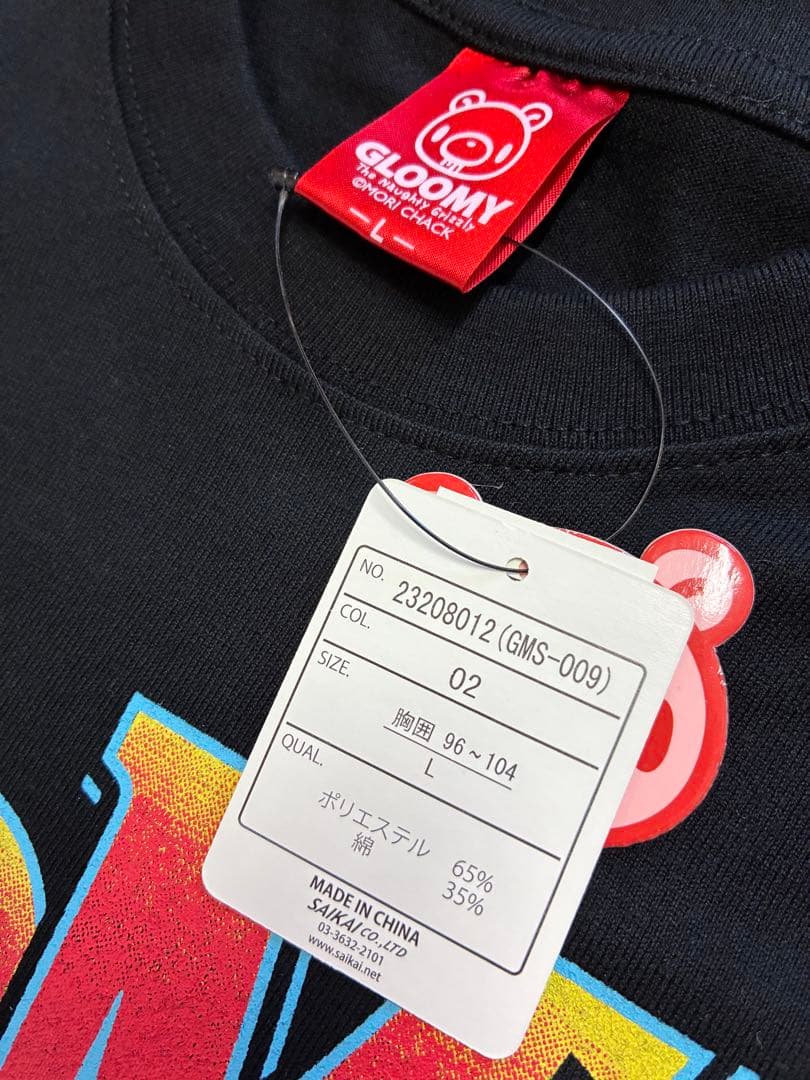 GLOOMY
The Naughty Grizzly
©MORI CHACK
– L –
NO. 23208012(GMS-009)
COL. 02
SIZE. 胸囲 96~104
L
QUAL. ポリエステル 65%
綿 35%
MADE IN CHINA
SAIKAI CO.,LTD
03-3632-2101
www.saikai.net